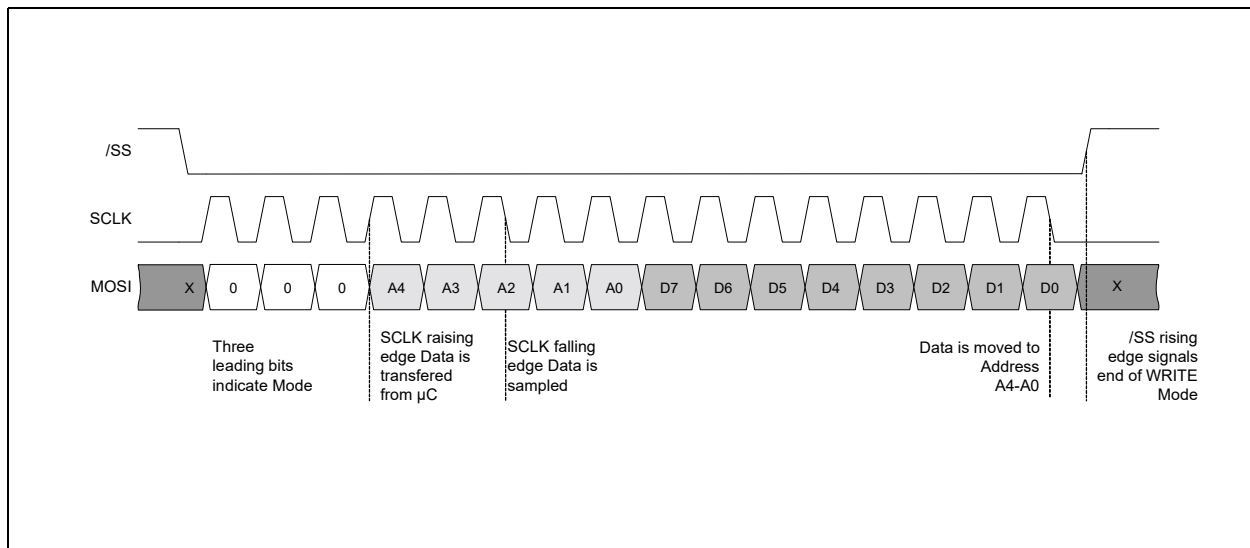 /SS
SCLK
MOSI X 0 0 0 A4 A3 A2 A1 A0 D7 D6 D5 D4 D3 D2 D1 D0 X
Three
leading bits
indicate Mode
SCLK raising
edge Data is
transfered
from µC
SCLK falling
edge Data is
sampled
Data is moved to
Address
A4-A0
/SS rising
edge signals
end of WRITE
Mode